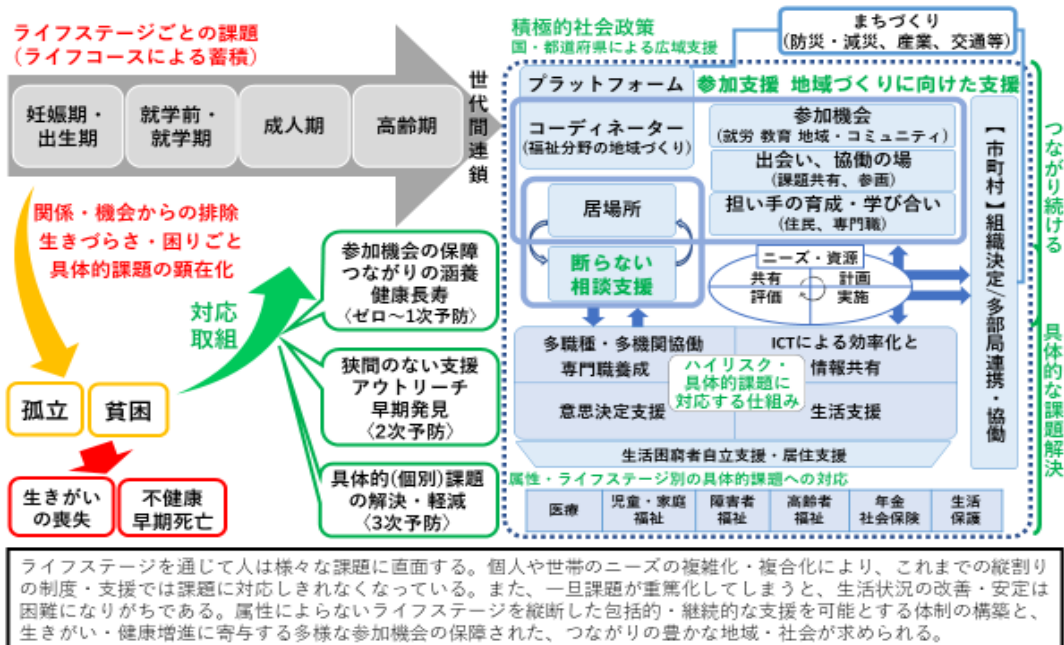 ライフステージごとの課題
(ライフコースによる蓄積)
妊娠期・
出生期
就学前・
就学期
成人期
高齢期
世代間連鎖
関係・機会からの排除
生きづらさ・困りごと
具体的課題の顕在化
対応
取組
孤立
貧困
生きがい
の喪失
不健康
早期死亡
参加機会の保障
つながりの涵養
健康長寿
〈ゼロ～1次予防〉
狭間のない支援
アウトリーチ
早期発見
〈2次予防〉
具体的(個別)課題
の解決・軽減
〈3次予防〉
積極的社会政策
国・都道府県による広域支援
まちづくり
(防災・減災、産業、交通等)
プラットフォーム
参加支援 地域づくりに向けた支援
コーディネーター
(福祉分野の地域づくり)
参加機会
(就労 教育 地域・コミュニティ)
出会い、協働の場
(課題共有、参画)
担い手の育成・学び合い
(住民、専門職)
居場所
断らない
相談支援
ニーズ・資源
共有 計画
評価 実施
多職種・多機関協働
専門職養成
ICTによる効率化と
情報共有
ハイリスク・
具体的課題に
対応する仕組み
意思決定支援
生活支援
生活困窮者自立支援・居住支援
属性・ライフステージ別の具体的課題への対応
医療
児童・家庭
福祉
障害者
福祉
高齢者
福祉
年金
社会保険
生活
保護
【市町村】組織決定/多部局連携・協働
つながり続ける
具体的な課題解決
ライフステージを通じて人は様々な課題に直面する。個人や世帯のニーズの複雑化・複合化により、これまでの縦割り
の制度・支援では課題に対応しきれなくなっている。また、一旦課題が重篤化してしまうと、生活状況の改善・安定は
困難になりがちである。属性によらないライフステージを縦断した包括的・継続的な支援を可能とする体制の構築と、
生きがい・健康増進に寄与する多様な参加機会の保障された、つながりの豊かな地域・社会が求められる。